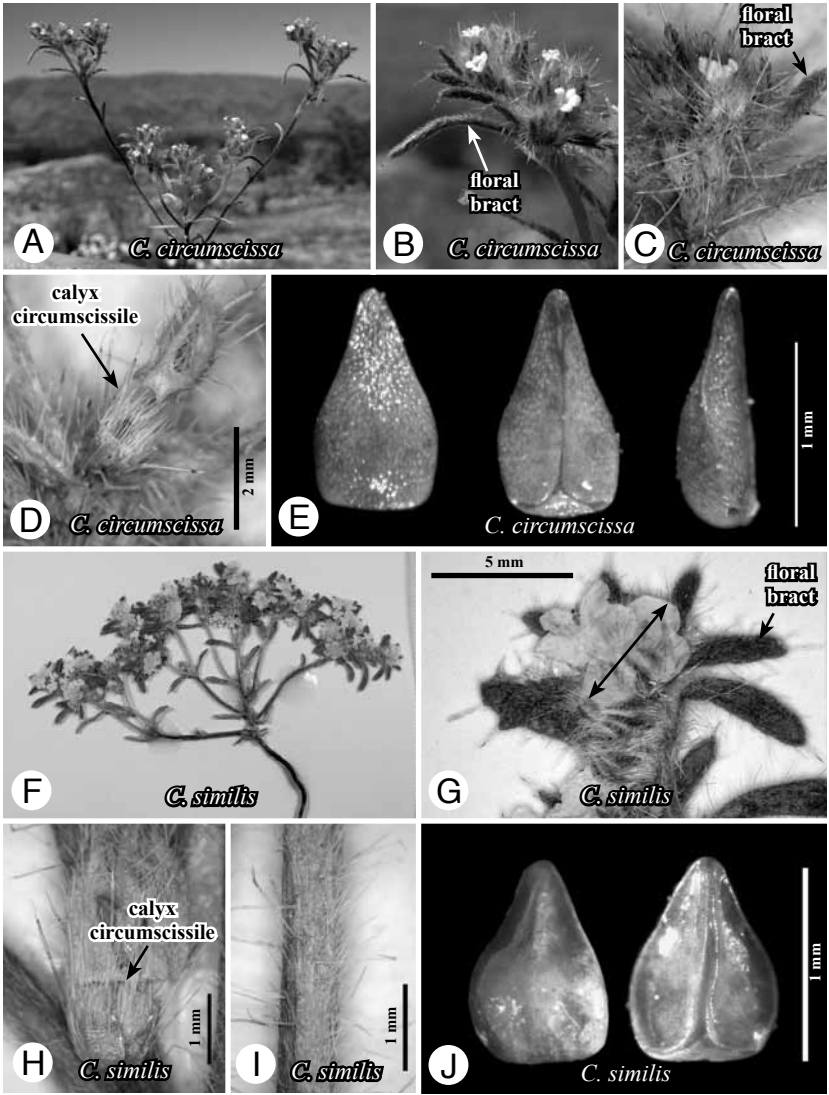 A
C. circumscissa
floral
bract
B
C. circumscissa
floral
bract
C
C. circumscissa
calyx
circumscissile
2 mm
D
C. circumscissa
1 mm
E
C. circumscissa
F
C. similis
5 mm
floral
bract
G
C. similis
calyx
circumscissile
1 mm
H
C. similis
1 mm
I
C. similis
1 mm
J
C. similis